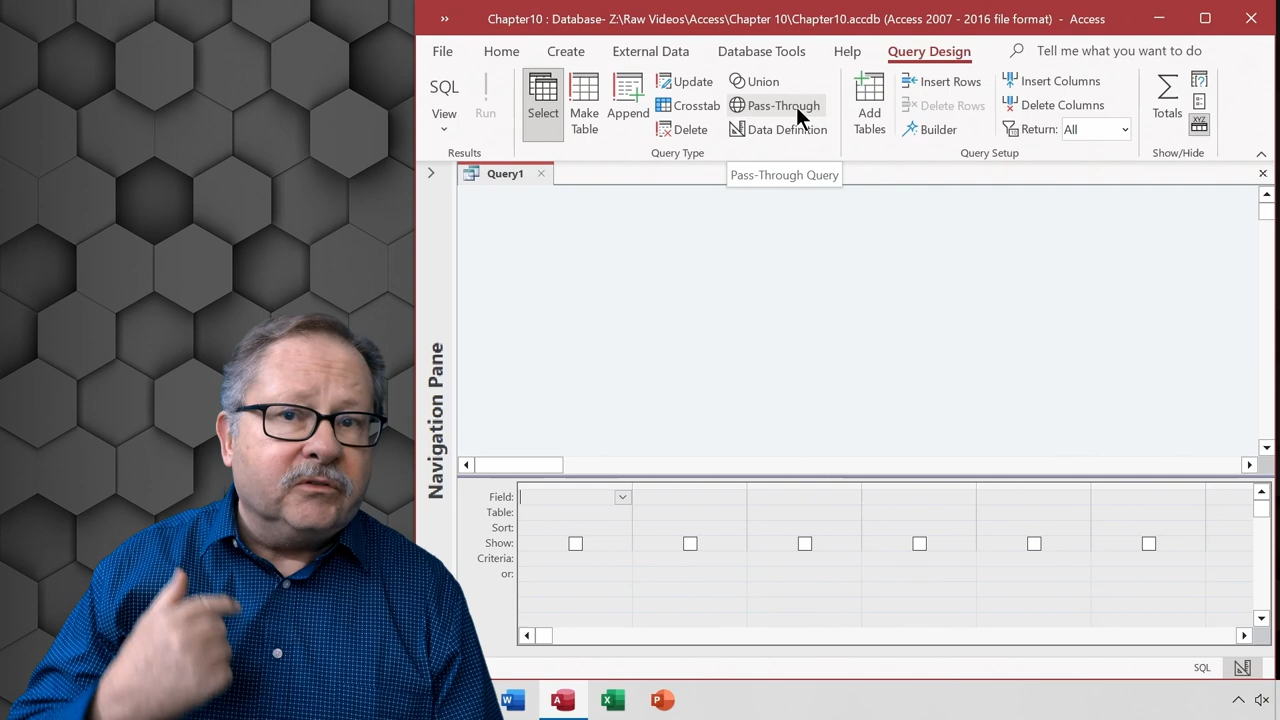 Chapter10 : Database- Z:\Raw Videos\Access\Chapter 10\Chapter10.accdb (Access 2007 - 2016 file format) - Access
File Home Create External Data Database Tools Help Query Design Tell me what you want to do
SQL
View
Run
Results
Select
Make Table
Append
Update
Crosstab
Delete
Union
Pass-Through
Data Definition
Query Type
Add Tables
Insert Rows
Delete Rows
Builder
Insert Columns
Delete Columns
Return: All
Query Setup
Totals
XYZ
Show/Hide
Query1
Pass-Through Query
Navigation Pane
Field:
Table:
Sort:
Show:
Criteria:
or:
SQL
W A X P